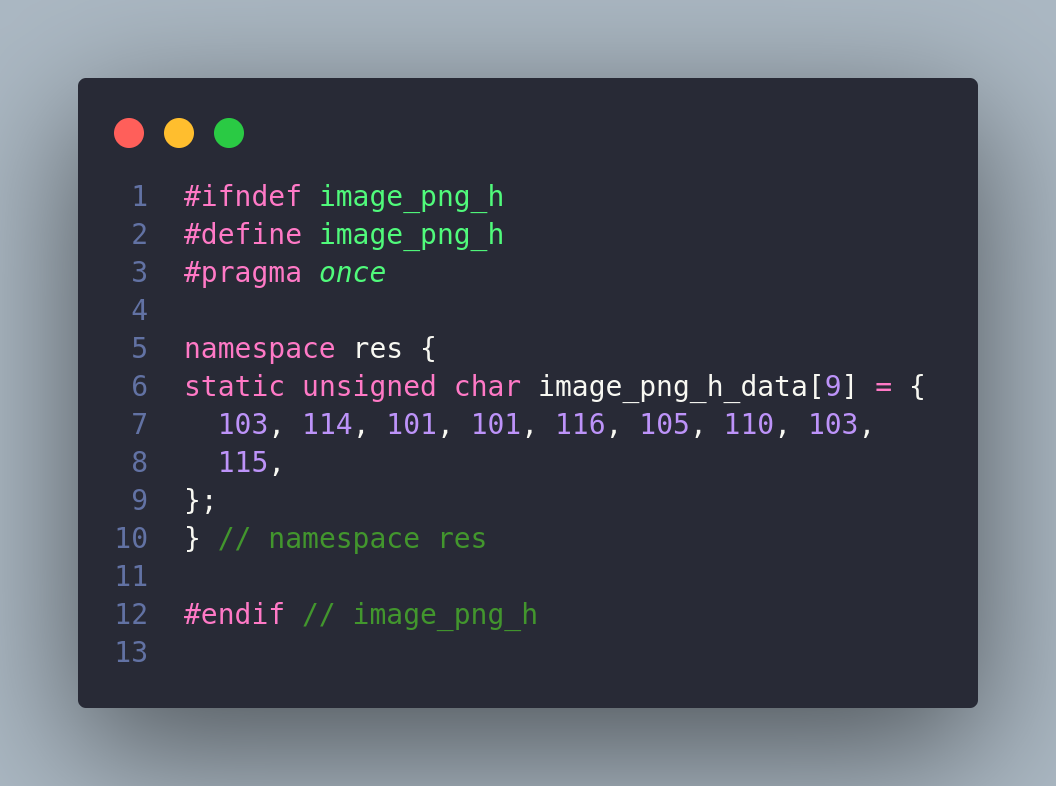 1 #ifndef image_png_h
2 #define image_png_h
3 #pragma once
4
5 namespace res {
6 static unsigned char image_png_h_data[9] = {
7   103, 114, 101, 101, 116, 105, 110, 103,
8   115,
9 };
10 } // namespace res
11
12 #endif // image_png_h
13